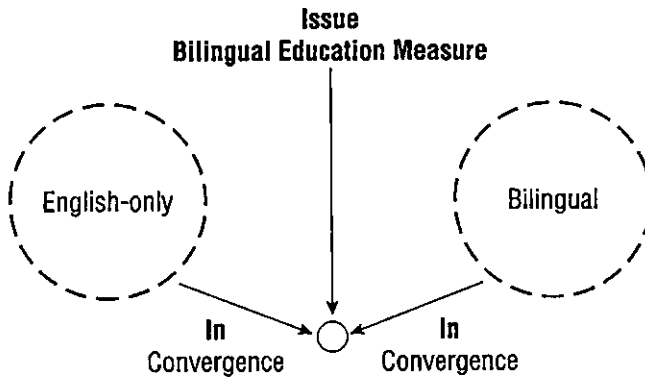 Issue
Bilingual Education Measure
English-only
Bilingual
In
Convergence
In
Convergence